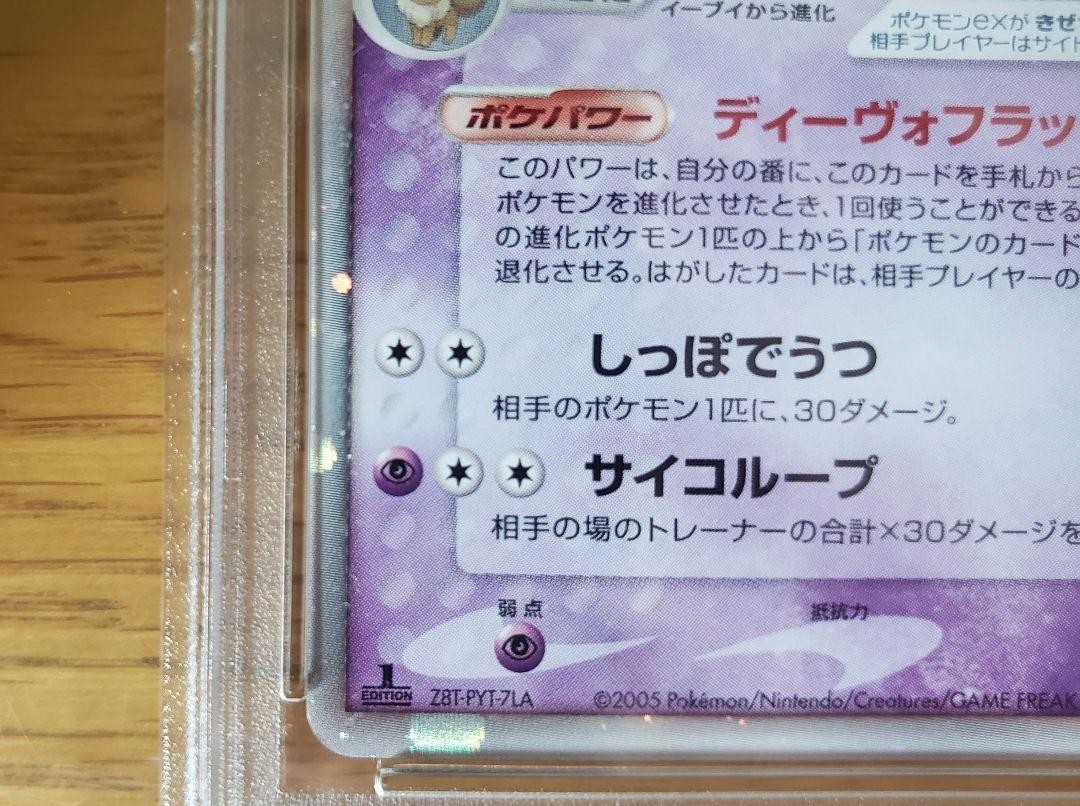 イーブイから進化
ポケモンexが きぜ
相手プレイヤーはサイド
ポケパワー
ディーヴォフラッ
このパワーは、自分の番に、このカードを手札から
ポケモンを進化させたとき、1回使うことができる
の進化ポケモン1匹の上から「ポケモンのカード
退化させる。はがしたカードは、相手プレイヤーの
しっぽでうつ
相手のポケモン1匹に、30ダメージ。
サイコループ
相手の場のトレーナーの合計×30ダメージを
弱点
抵抗力
1 EDITION Z8T-PYT-7LA ©2005 Pokémon/Nintendo/Creatures/GAME FREAK